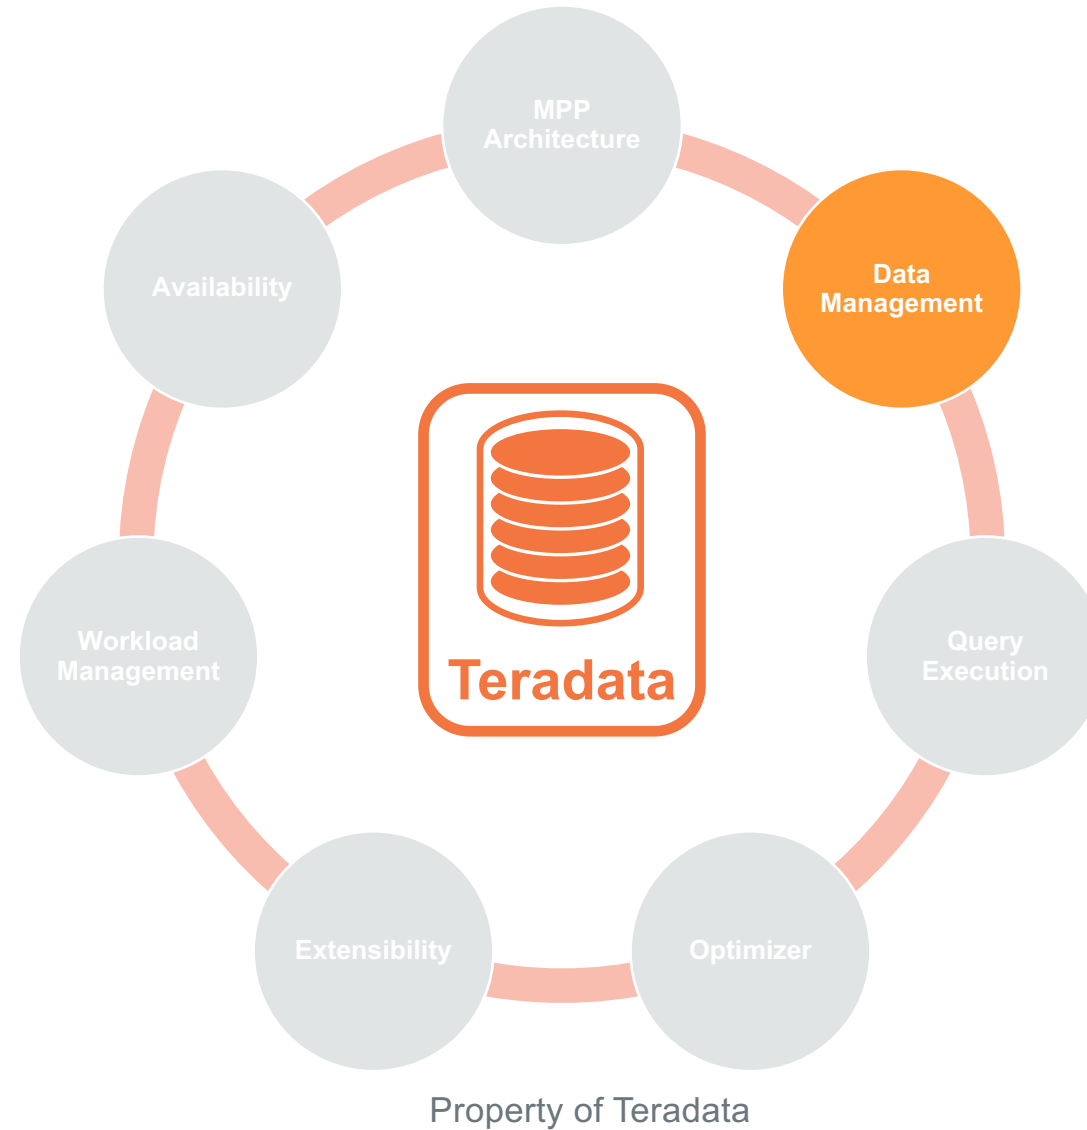 MPP
Architecture
Data
Management
Query
Execution
Optimizer
Extensibility
Workload
Management
Availability
Teradata
Property of Teradata